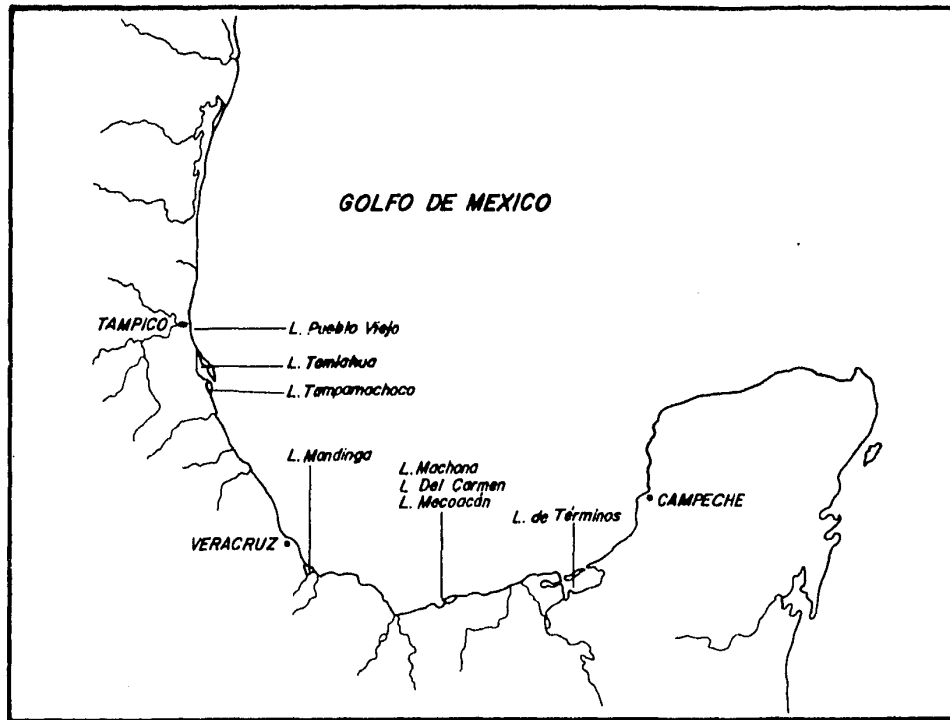 GOLFO DE MEXICO
TAMPICO
L. Pueblo Viejo
L. Tamiahua
L. Tampamachoco
L. Mandinga
L. Machona
L Del Carmen
L. Mecoacán
L. de Términos
CAMPECHE
VERACRUZ